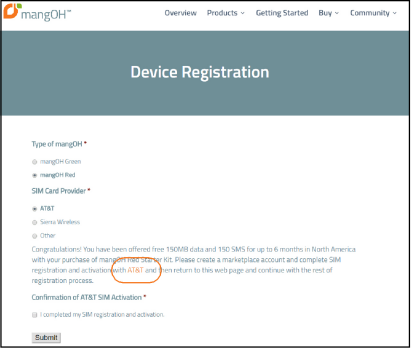 mangOH™ Overview Products Getting Started Buy Community
Device Registration
Type of mangOH *
mangOH Green
mangOH Red
SIM Card Provider *
AT&T
Sierra Wireless
Other
Congratulations! You have been offered free 150MB data and 150 SMS for up to 6 months in North America
with your purchase of mangOH Red Starter Kit. Please create a marketplace account and complete SIM
registration and activation with AT&T and then return to this web page and continue with the rest of
registration process.
Confirmation of AT&T SIM Activation *
I completed my SIM registration and activation.
Submit